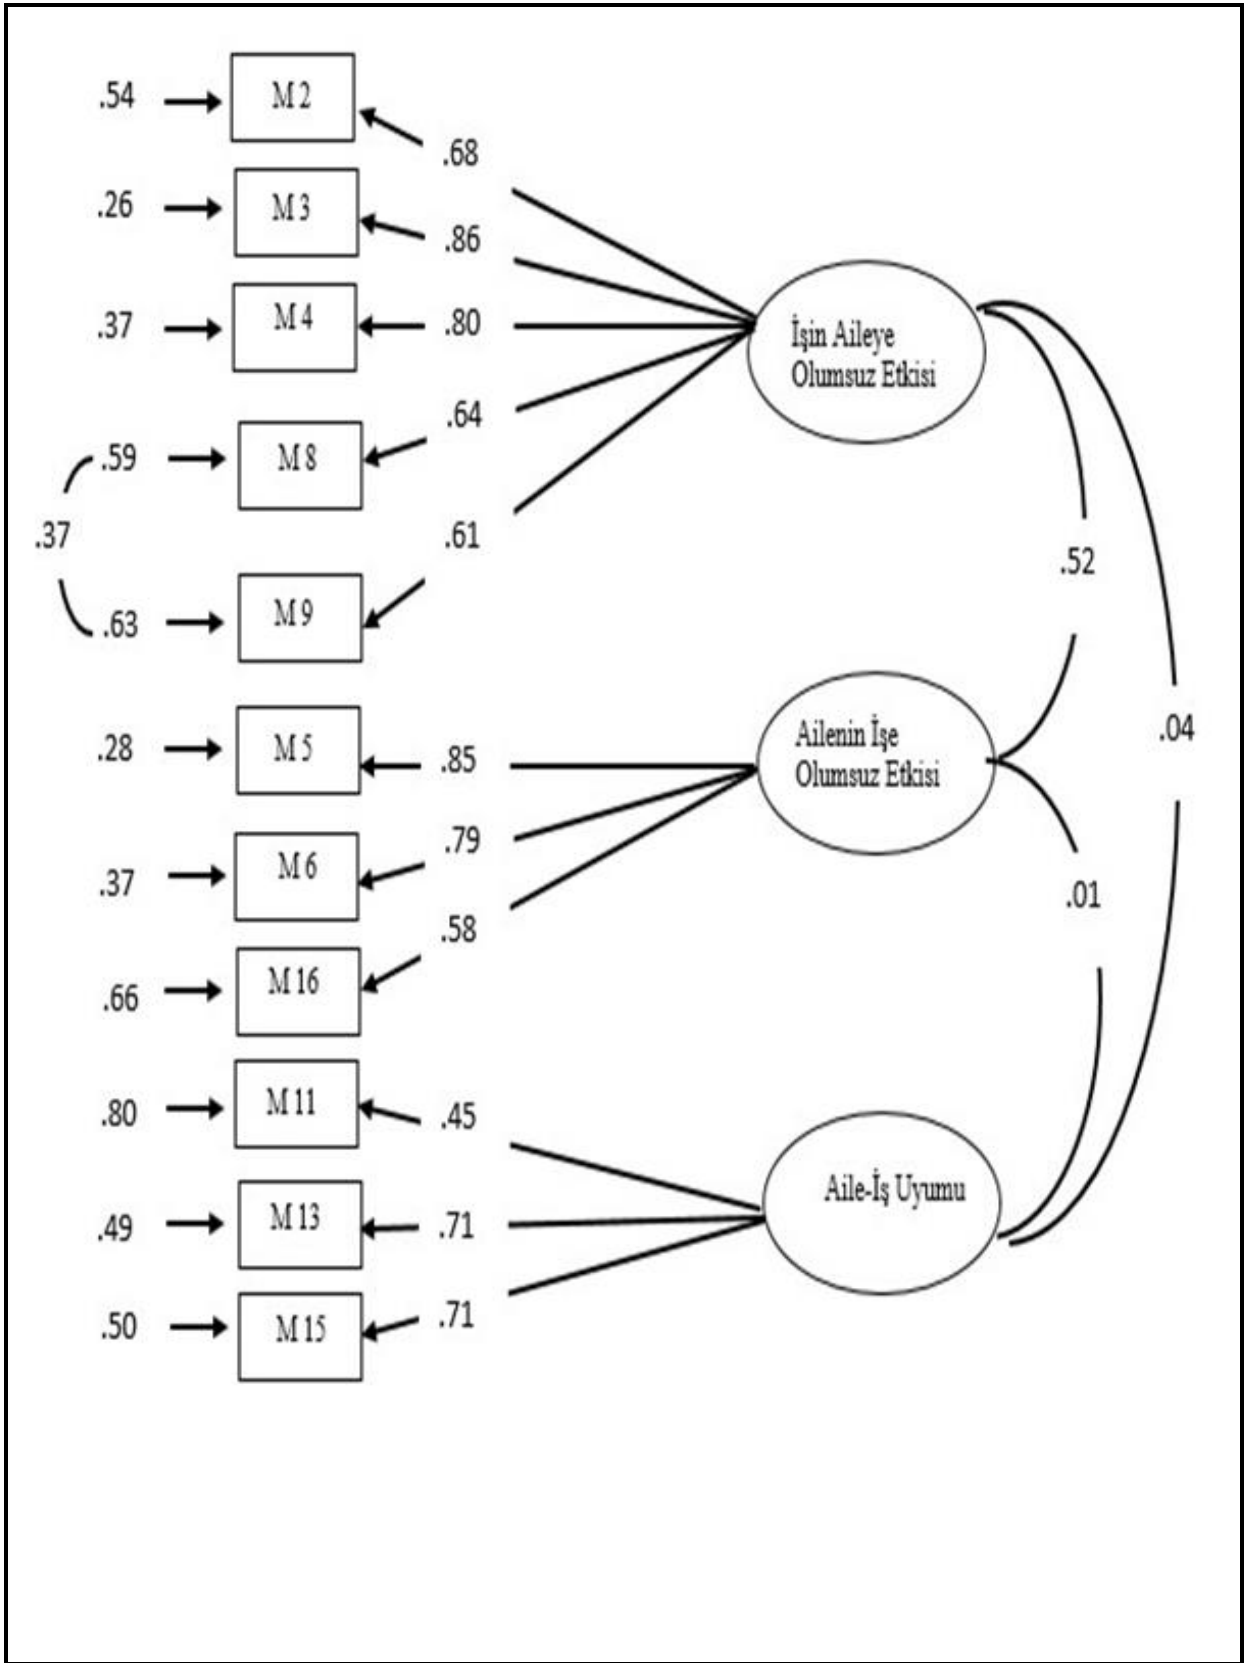 .54
M 2
.68
.26
M 3
.86
.37
M 4
.80
İşin Aileye
Olumsuz Etkisi
.64
.59
M 8
.37
.61
.52
.63
M 9
.28
M 5
.85
Ailenin İşe
Olumsuz Etkisi
.04
.37
M 6
.79
.01
.58
.66
M 16
.80
M 11
.45
Aile-İş Uyumu
.49
M 13
.71
.50
M 15
.71